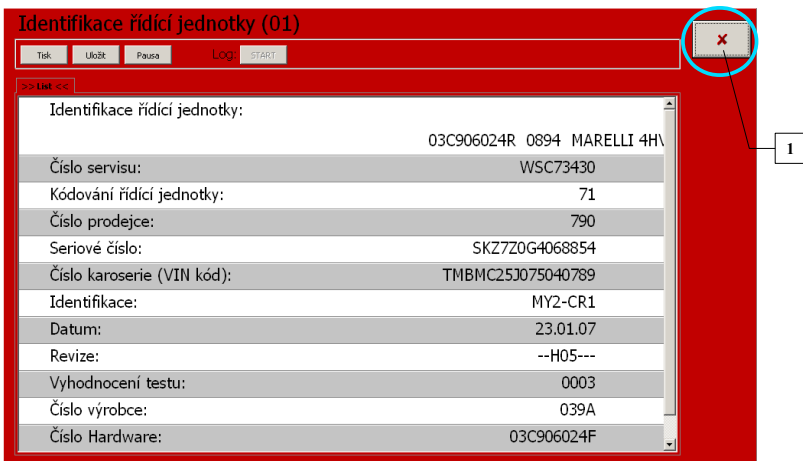 Identifikace řídící jednotky (01)
Tisk Uložit Pausa Log: START
>> List <<
Identifikace řídící jednotky:
03C906024R 0894 MARELLI 4HV
Číslo servisu: WSC73430
Kódování řídící jednotky: 71
Číslo prodejce: 790
Seriové číslo: SKZ7Z0G4068854
Číslo karoserie (VIN kód): TMBMC25J075040789
Identifikace: MY2-CR1
Datum: 23.01.07
Revize: --H05---
Vyhodnocení testu: 0003
Číslo výrobce: 039A
Číslo Hardware: 03C906024F
1